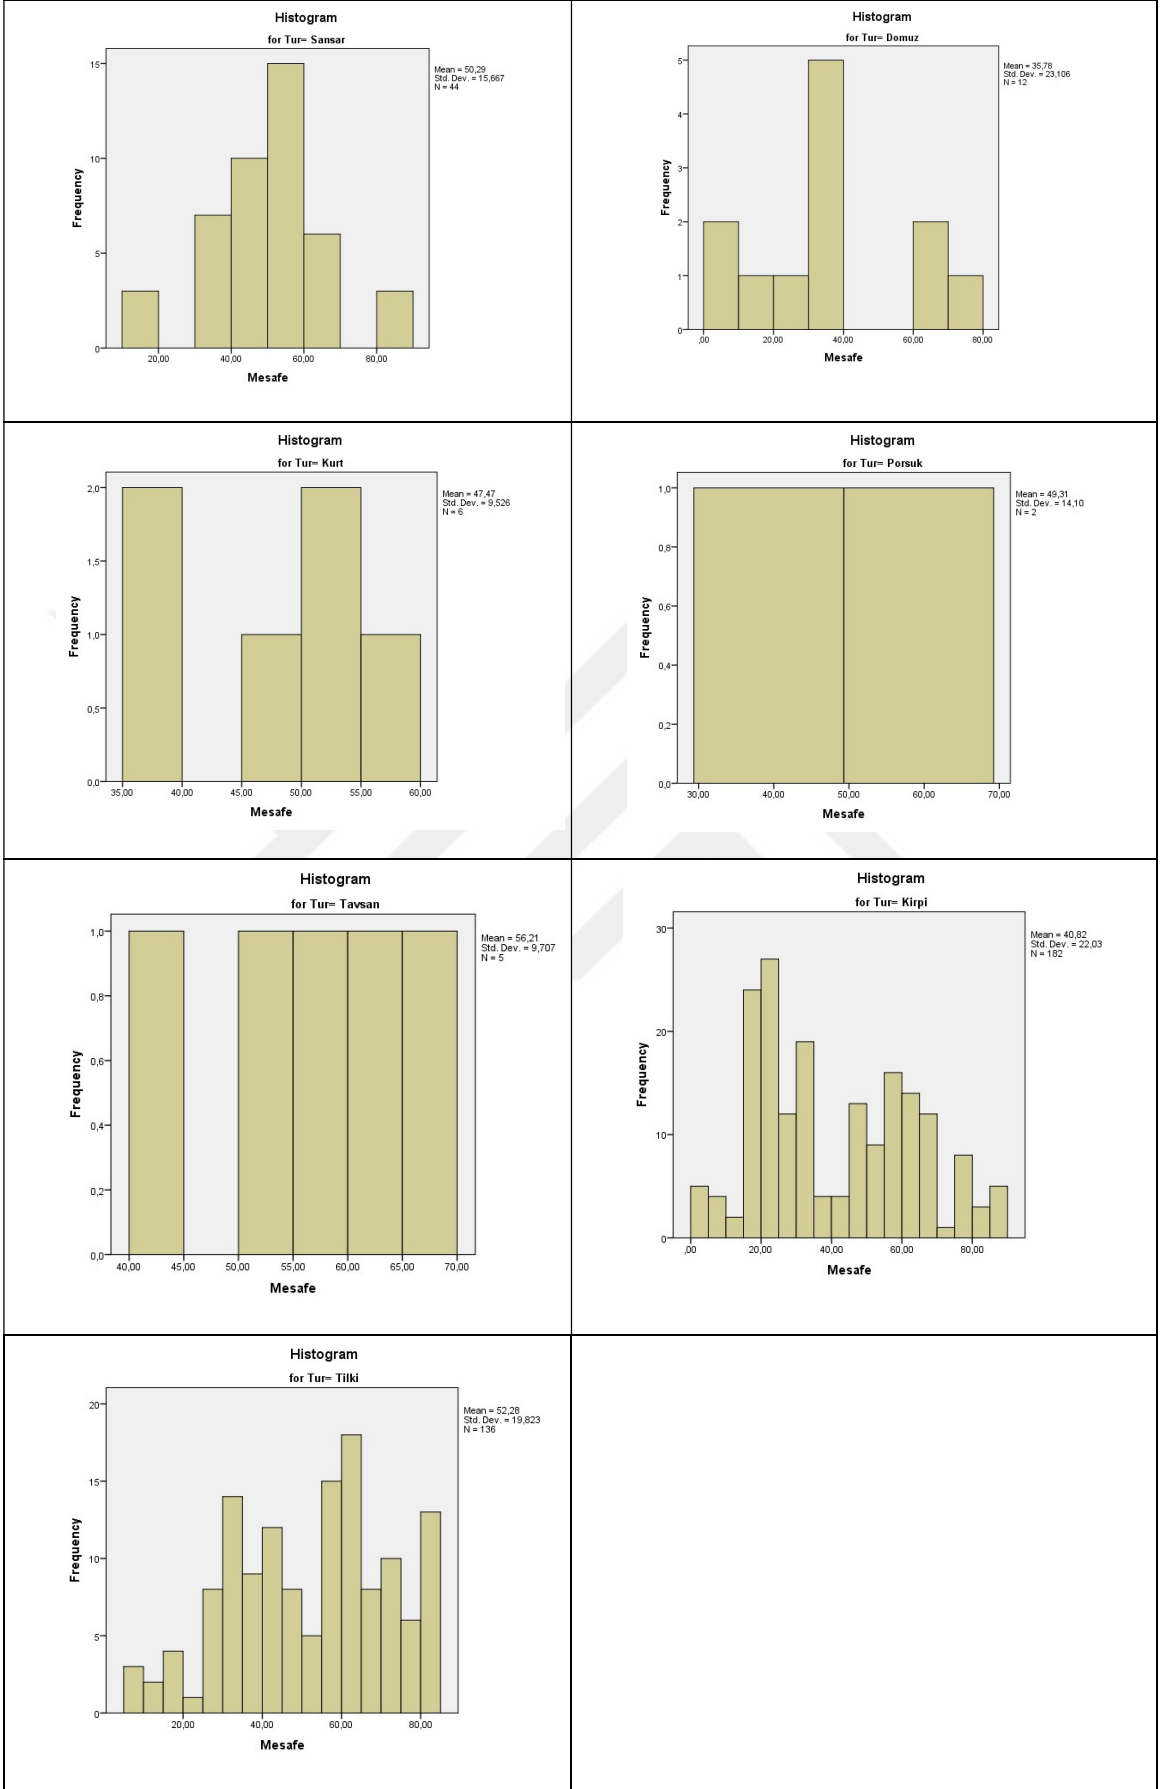 Histogram
for Tur= Sansar
Mean = 50,29
Std. Dev. = 15,667
N = 44
Frequency
15
10
5
0
20,00 40,00 60,00 80,00
Mesafe
Histogram
for Tur= Domuz
Mean = 35,78
Std. Dev. = 23,106
N = 12
Frequency
5
4
3
2
1
0
,00 20,00 40,00 60,00 80,00
Mesafe
Histogram
for Tur= Kurt
Mean = 47,47
Std. Dev. = 9,526
N = 6
Frequency
2,0
1,5
1,0
0,5
0,0
35,00 40,00 45,00 50,00 55,00 60,00
Mesafe
Histogram
for Tur= Porsuk
Mean = 49,31
Std. Dev. = 14,10
N = 2
Frequency
1,0
0,8
0,6
0,4
0,2
0,0
30,00 40,00 50,00 60,00 70,00
Mesafe
Histogram
for Tur= Tavsan
Mean = 56,21
Std. Dev. = 9,707
N = 5
Frequency
1,0
0,8
0,6
0,4
0,2
0,0
40,00 45,00 50,00 55,00 60,00 65,00 70,00
Mesafe
Histogram
for Tur= Kirpi
Mean = 40,82
Std. Dev. = 22,03
N = 182
Frequency
30
20
10
0
,00 20,00 40,00 60,00 80,00
Mesafe
Histogram
for Tur= Tilki
Mean = 52,28
Std. Dev. = 19,823
N = 136
Frequency
20
15
10
5
0
20,00 40,00 60,00 80,00
Mesafe